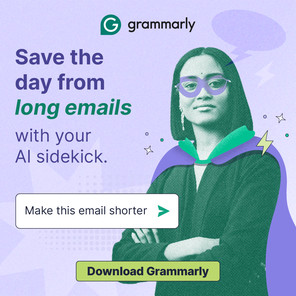 grammarly
Save the
day from
long emails
with your
AI sidekick.
Make this email shorter
Download Grammarly